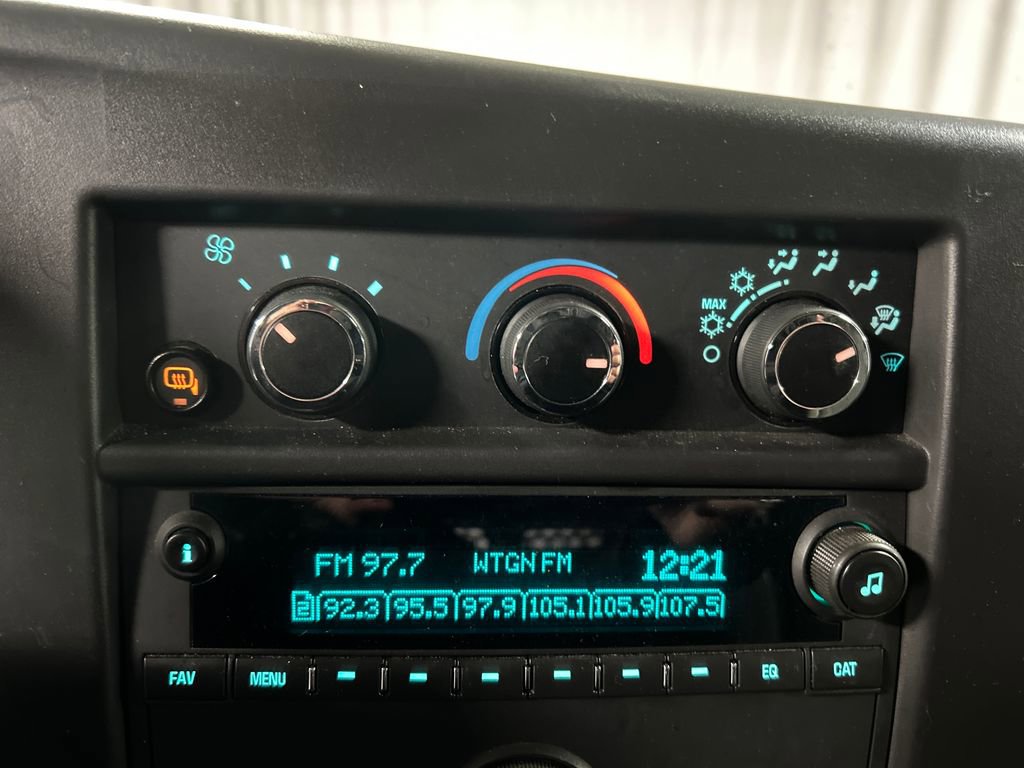 MAX
i
FM 97.7 WTGN FM 12:21
2 92.3 95.5 97.9 105.1 105.9 107.5
FAV MENU EQ CAT